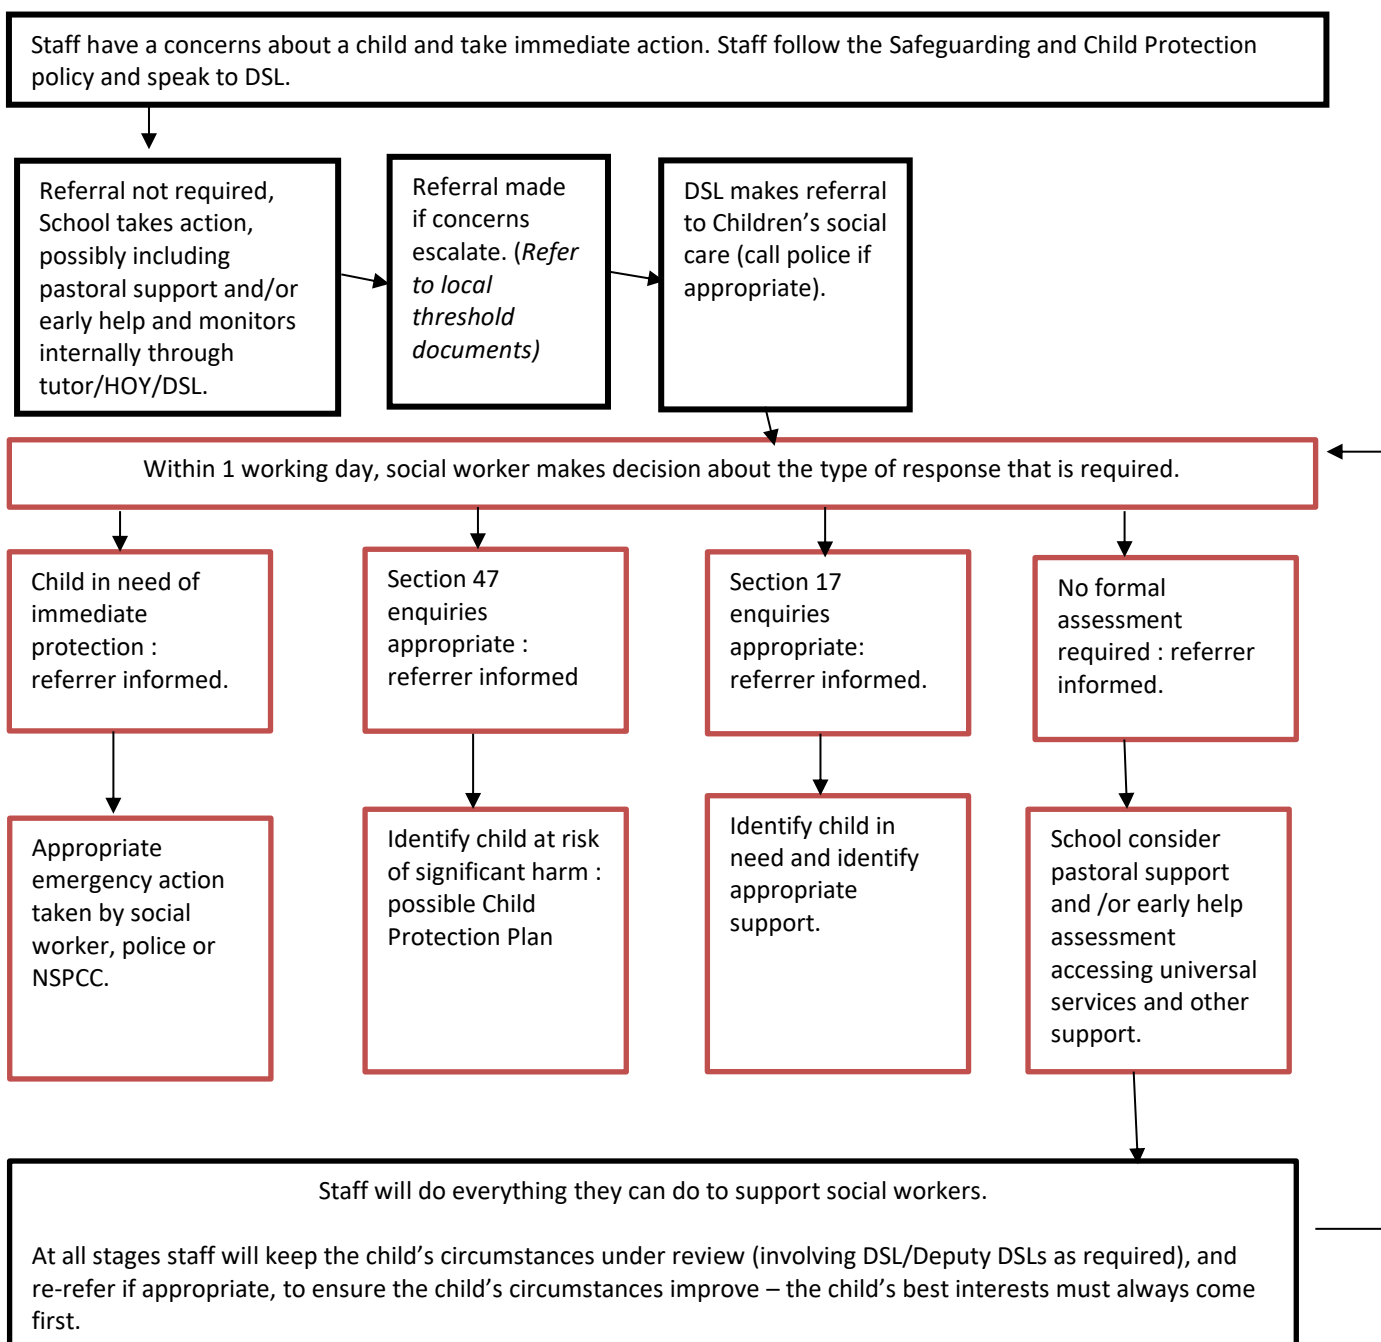 Staff have a concerns about a child and take immediate action. Staff follow the Safeguarding and Child Protection
policy and speak to DSL.
Referral not required,
School takes action,
possibly including
pastoral support and/or
early help and monitors
internally through
tutor/HOY/DSL.
Referral made
if concerns
escalate. (Refer
to local
threshold
documents)
DSL makes referral
to Children’s social
care (call police if
appropriate).
Within 1 working day, social worker makes decision about the type of response that is required.
Child in need of
immediate
protection :
referrer informed.
Section 47
enquiries
appropriate :
referrer informed
Section 17
enquiries
appropriate:
referrer informed.
No formal
assessment
required : referrer
informed.
Appropriate
emergency action
taken by social
worker, police or
NSPCC.
Identify child at risk
of significant harm :
possible Child
Protection Plan
Identify child in
need and identify
appropriate
support.
School consider
pastoral support
and /or early help
assessment
accessing universal
services and other
support.
Staff will do everything they can do to support social workers.
At all stages staff will keep the child’s circumstances under review (involving DSL/Deputy DSLs as required), and
re-refer if appropriate, to ensure the child’s circumstances improve – the child’s best interests must always come
first.